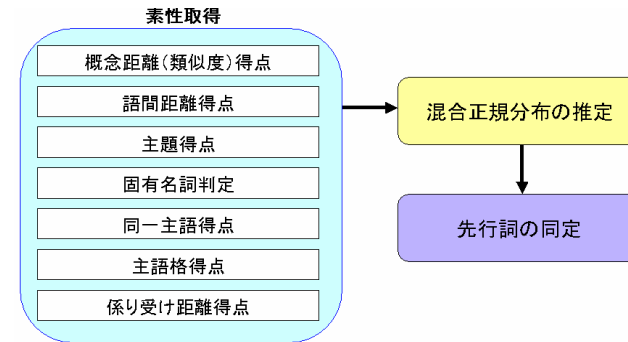 素性取得
概念距離(類似度)得点
語間距離得点
主題得点
固有名詞判定
同一主語得点
主語格得点
係り受け距離得点
混合正規分布の推定
先行詞の同定